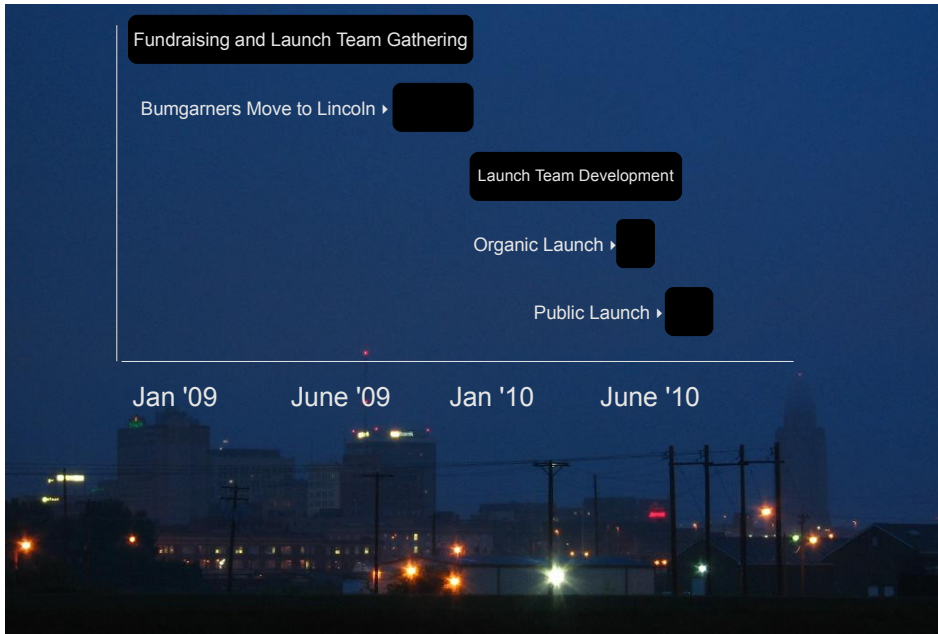 Fundraising and Launch Team Gathering
Bumgarners Move to Lincoln
Launch Team Development
Organic Launch
Public Launch
Jan '09 June '09 Jan '10 June '10